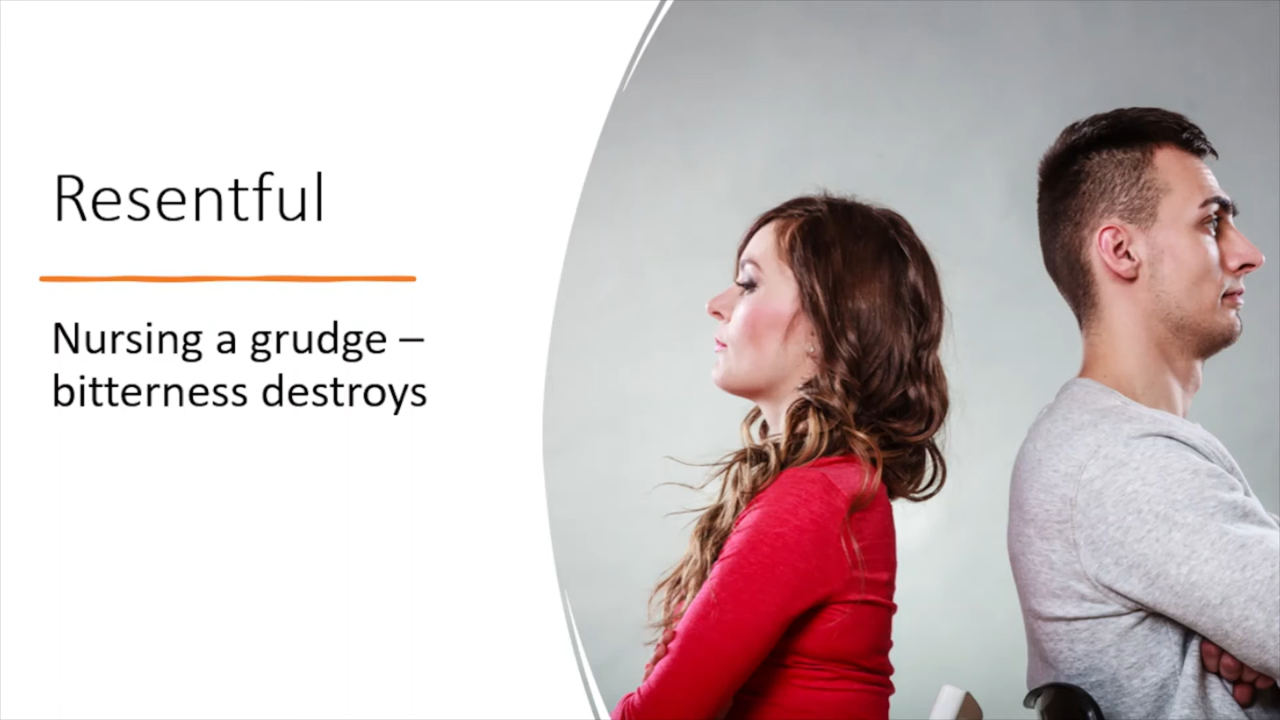 Resentful
Nursing a grudge –
bitterness destroys